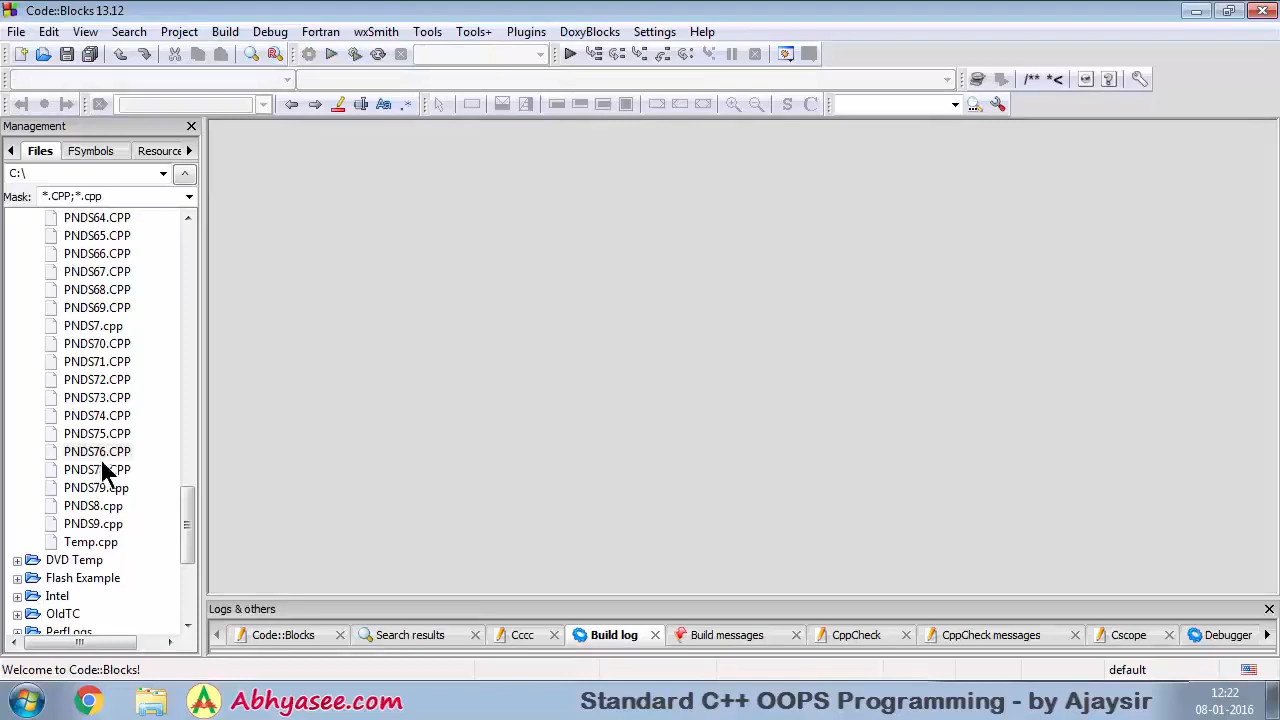 Code::Blocks 13.12
File Edit View Search Project Build Debug Fortran wxSmith Tools Tools+ Plugins DoxyBlocks Settings Help
/** *<
Aa .*
S C
Management
Files FSymbols Resource
C:\
Mask: *.CPP;*.cpp
PNDS64.CPP
PNDS65.CPP
PNDS66.CPP
PNDS67.CPP
PNDS68.CPP
PNDS69.CPP
PNDS7.cpp
PNDS70.CPP
PNDS71.CPP
PNDS72.CPP
PNDS73.CPP
PNDS74.CPP
PNDS75.CPP
PNDS76.CPP
PNDS79.cpp
PNDS8.cpp
PNDS9.cpp
Temp.cpp
DVD Temp
Flash Example
Intel
OldTC
PerfLogs
Logs & others
Code::Blocks Search results Cccc Build log Build messages CppCheck CppCheck messages Cscope Debugger
Welcome to Code::Blocks! default
Abhyasee.com Standard C++ OOPS Programming - by Ajaysir
12:22
08-01-2016